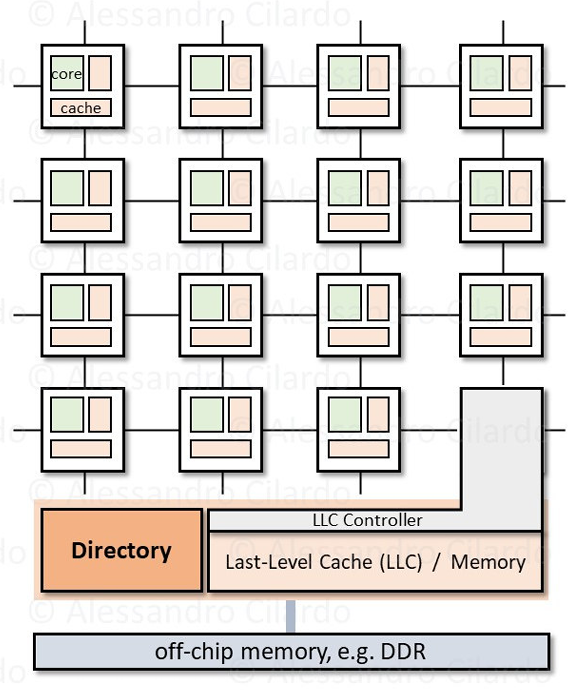 © Alessandro Cilardo
core
cache
LLC Controller
Directory
Last-Level Cache (LLC) / Memory
off-chip memory, e.g. DDR